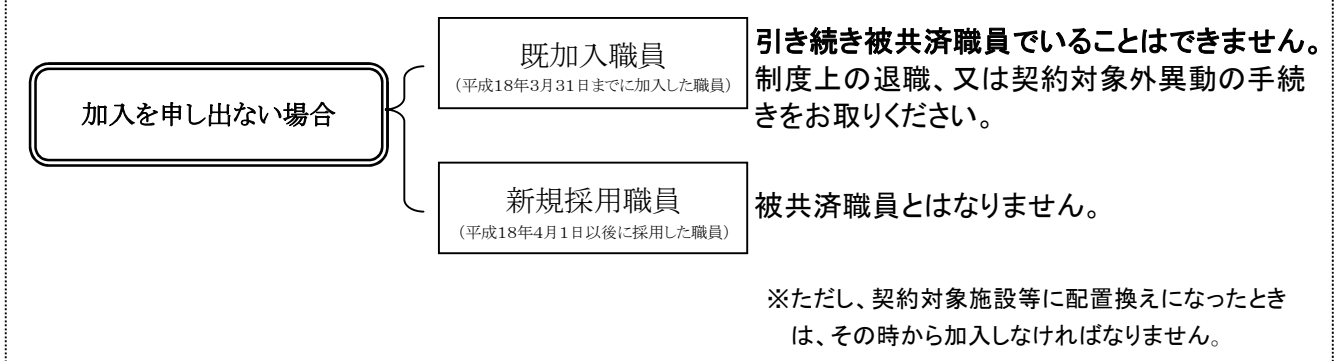 加入を申し出ない場合
既加入職員
（平成18年3月31日までに加入した職員）
引き続き被共済職員でいることはできません。
制度上の退職、又は契約対象外異動の手続
きをお取りください。
新規採用職員
（平成18年4月1日以後に採用した職員）
被共済職員とはなりません。
※ただし、契約対象施設等に配置換えになったとき
は、その時から加入しなければなりません。